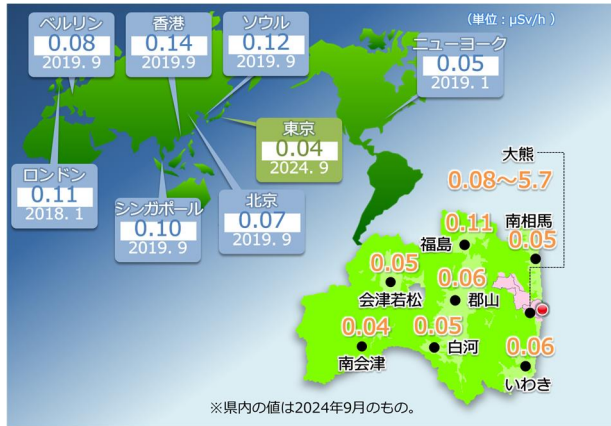 (単位:μSv/h )
ベルリン
0.08
2019. 9
香港
0.14
2019.9
ソウル
0.12
2019. 9
ニューヨーク
0.05
2019. 1
東京
0.04
2024. 9
ロンドン
0.11
2018. 1
シンガポール
0.10
2019. 9
北京
0.07
2019. 9
大熊
0.08～5.7
0.11
福島
南相馬
0.05
0.05
会津若松
0.06
郡山
0.04
南会津
0.05
白河
0.06
いわき
※県内の値は2024年9月のもの。